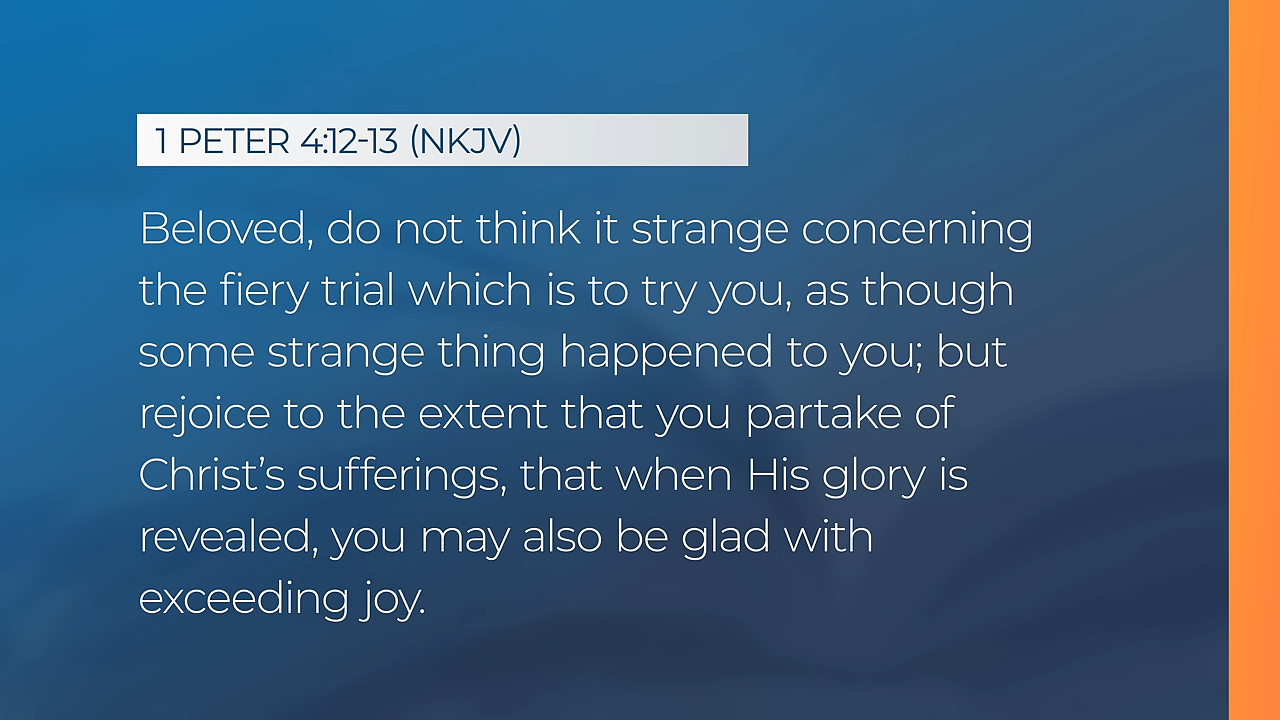 1 PETER 4:12-13 (NKJV)
Beloved, do not think it strange concerning
the fiery trial which is to try you, as though
some strange thing happened to you; but
rejoice to the extent that you partake of
Christ’s sufferings, that when His glory is
revealed, you may also be glad with
exceeding joy.